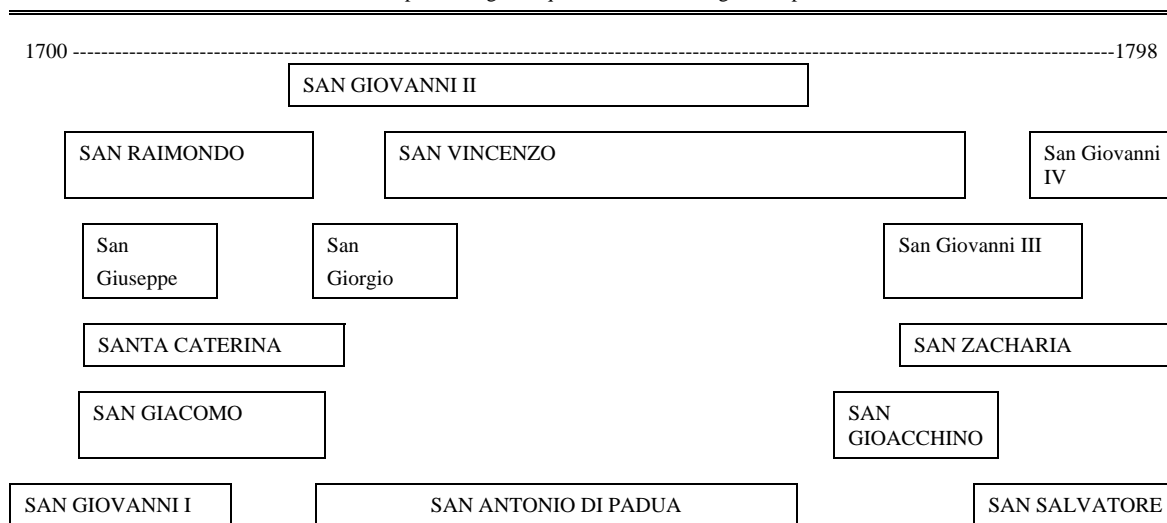 1700 -----------------------------------------------------------------------------------------------------------------------------------------------------1798
SAN GIOVANNI II
SAN RAIMONDO
SAN VINCENZO
San Giovanni
IV
San
Giuseppe
San
Giorgio
San Giovanni III
SANTA CATERINA
SAN ZACHARIA
SAN GIACOMO
SAN
GIOACCHINO
SAN GIOVANNI I
SAN ANTONIO DI PADUA
SAN SALVATORE